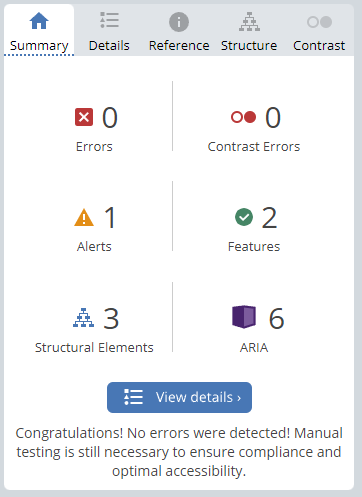 Summary Details Reference Structure Contrast
0 0
Errors Contrast Errors
1 2
Alerts Features
3 6
Structural Elements ARIA
View details ›
Congratulations! No errors were detected! Manual
testing is still necessary to ensure compliance and
optimal accessibility.